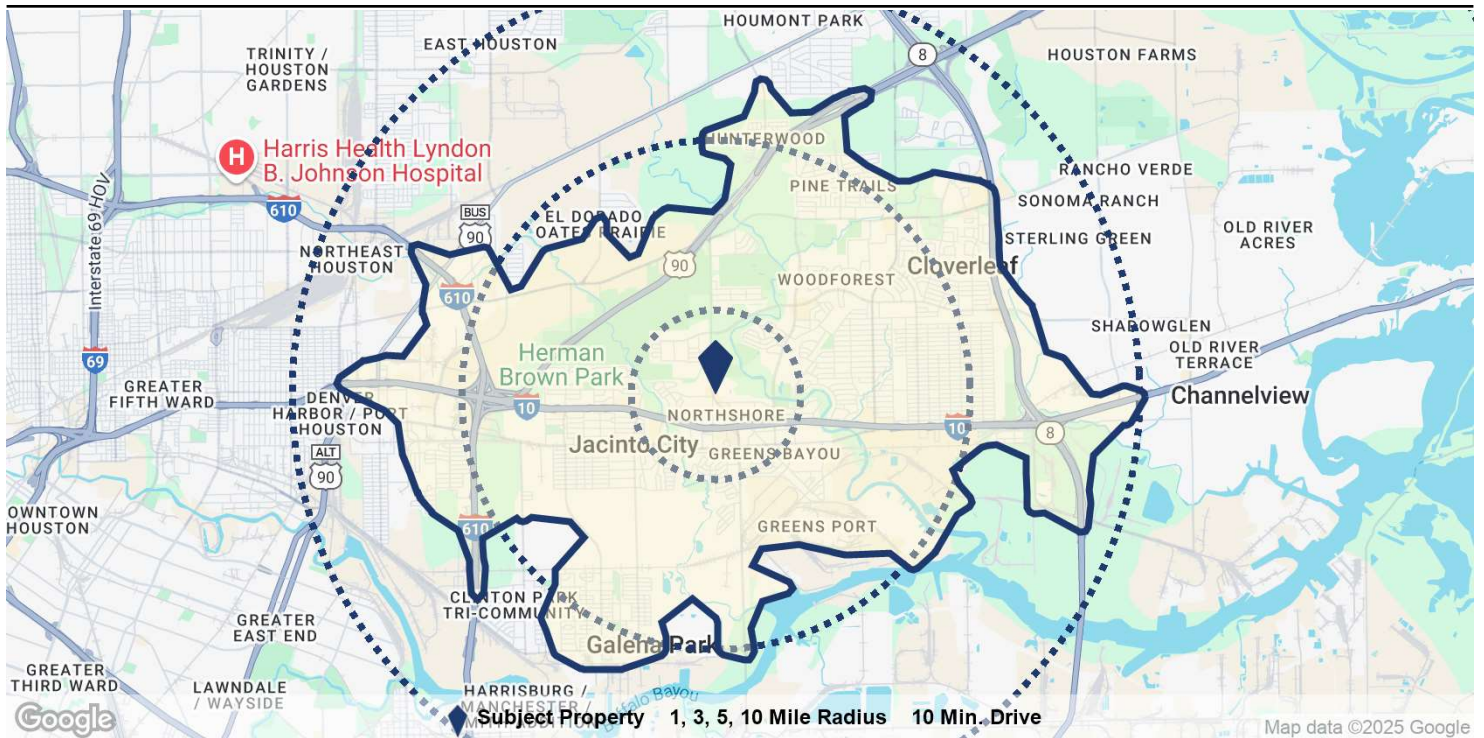 HOUMONT PARK
EAST HOUSTON
TRINITY /
HOUSTON
GARDENS
8
HOUSTON FARMS
Harris Health Lyndon
B. Johnson Hospital
H
HUNTERWOOD
PINE TRAILS
RANCHO VERDE
SONOMA RANCH
OLD RIVER
ACRES
STERLING GREEN
Interstate 69 HOV
610
BUS
90
EL DORADO /
OATES PRAIRIE
NORTHEAST
HOUSTON
90
WOODFOREST
Cloverleaf
610
SHADOWGLEN
OLD RIVER
TERRACE
69
Herman
Brown Park
GREATER
FIFTH WARD
DENVER
HARBOR / PORT
HOUSTON
10
NORTHSHORE
Channelview
Jacinto City
GREENS BAYOU
10
8
ALT
90
OWNTOWN
HOUSTON
610
GREENS PORT
CLINTON PARK
TRI-COMMUNITY
GREATER
EAST END
Galena Park
GREATER
THIRD WARD
LAWNDALE
/ WAYSIDE
HARRISBURG /
MANCHESTER /
Buffalo Bayou
Google
Subject Property 1, 3, 5, 10 Mile Radius 10 Min. Drive
Map data ©2025 Google